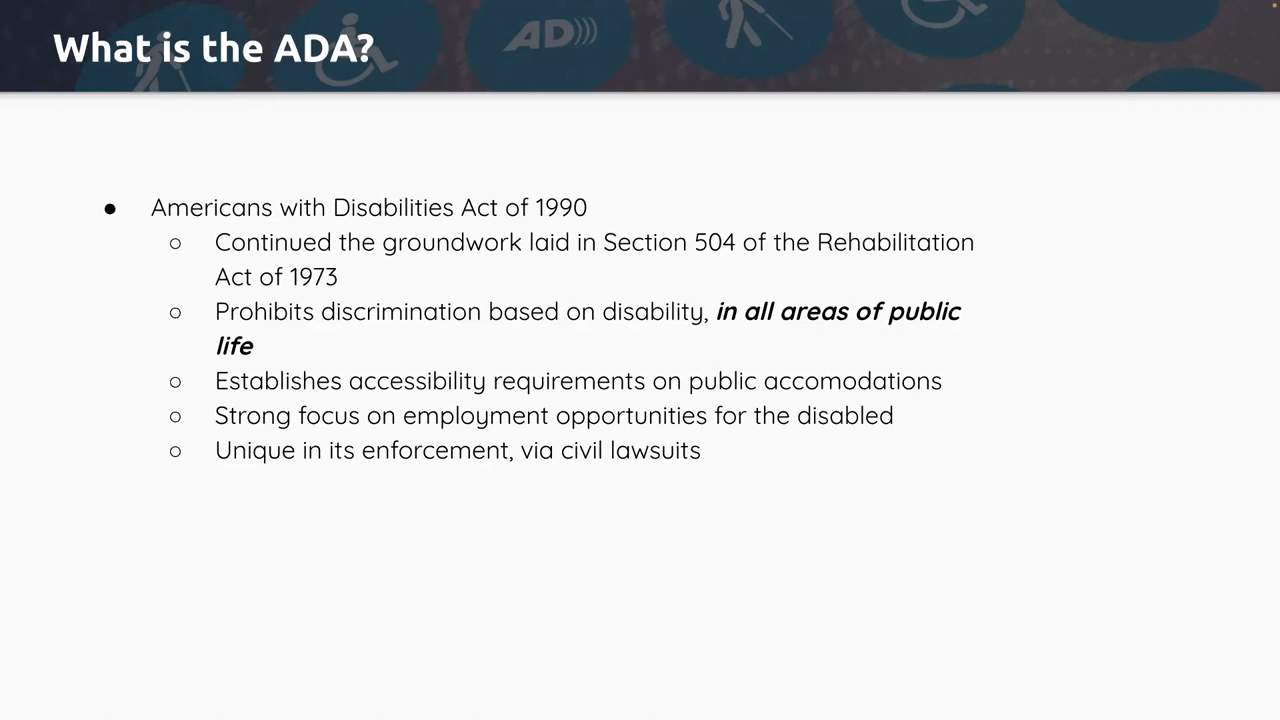 What is the ADA?
AD)))
● Americans with Disabilities Act of 1990
○ Continued the groundwork laid in Section 504 of the Rehabilitation
Act of 1973
○ Prohibits discrimination based on disability, in all areas of public
life
○ Establishes accessibility requirements on public accomodations
○ Strong focus on employment opportunities for the disabled
○ Unique in its enforcement, via civil lawsuits